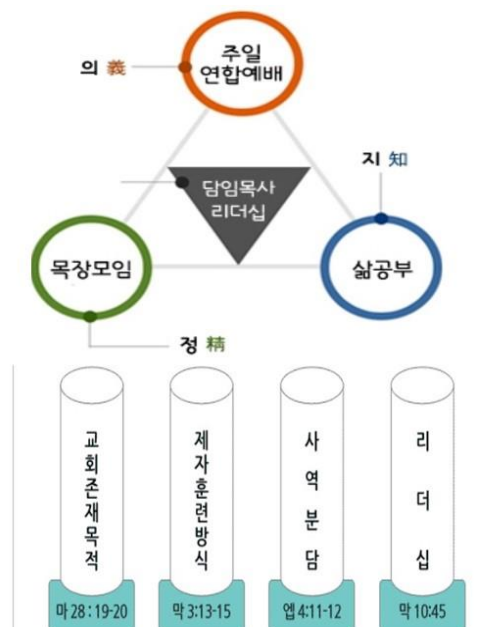 주일
연합예배
의 義
지 知
담임목사
리더십
목장모임
삶공부
정 精
교회존재목적
제자훈련방식
사역분담
리더십
마 28 : 19-20
막 3:13-15
엡 4:11-12
막 10:45